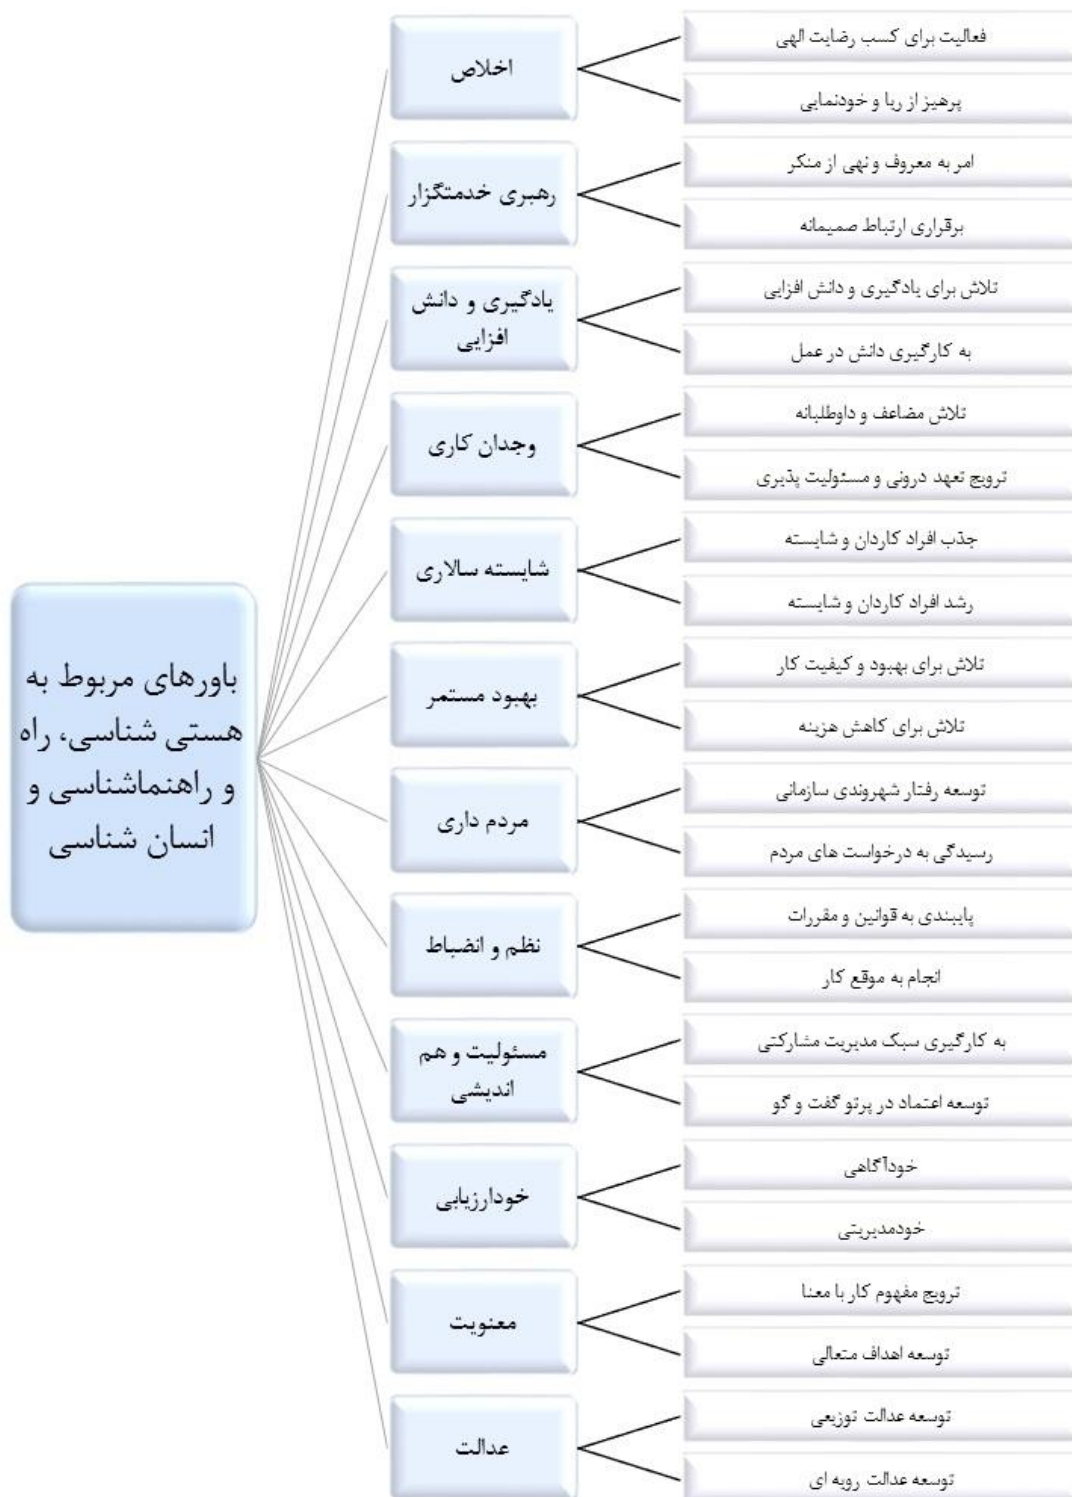 باورهای مربوط به
هستی شناسی، راه
و راهنماشناسی و
انسان شناسی
اخلاص
فعالیت برای کسب رضایت الهی
پرهیز از ریا و خودنمایی
رهبری خدمتگزار
امر به معروف و نهی از منکر
برقراری ارتباط صمیمانه
یادگیری و دانش
افزایی
تلاش برای یادگیری و دانش افزایی
به کارگیری دانش در عمل
وجدان کاری
تلاش مضاعف و داوطلبانه
ترویج تعهد درونی و مسئولیت پذیری
شایسته سالاری
جذب افراد کاردان و شایسته
رشد افراد کاردان و شایسته
بهبود مستمر
تلاش برای بهبود و کیفیت کار
تلاش برای کاهش هزینه
مردم داری
توسعه رفتار شهروندی سازمانی
رسیدگی به درخواست های مردم
نظم و انضباط
پایبندی به قوانین و مقررات
انجام به موقع کار
مسئولیت و هم
اندیشی
به کارگیری سبک مدیریت مشارکتی
توسعه اعتماد در پرتو گفت و گو
خودارزیابی
خودآگاهی
خودمدیریتی
معنویت
ترویج مفهوم کار با معنا
توسعه اهداف متعالی
عدالت
توسعه عدالت توزیعی
توسعه عدالت رویه ای